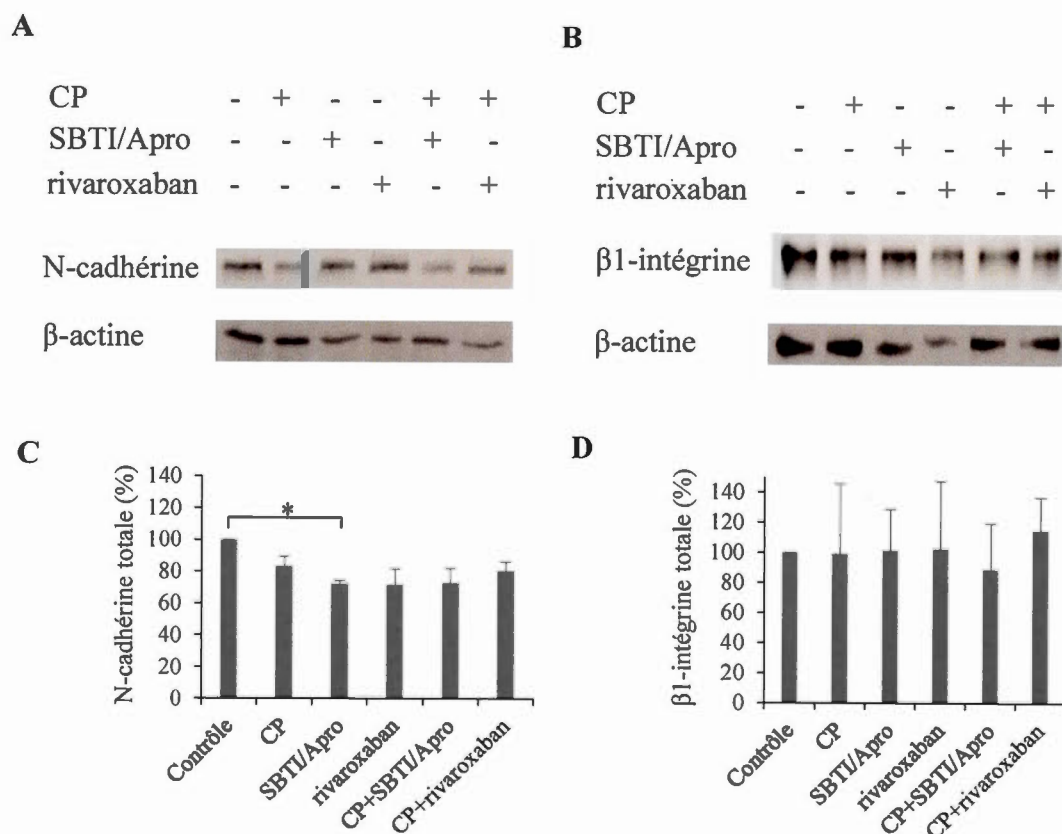 A
CP - + - - + +
SBTI/Apro - - + - + -
rivaroxaban - - - + - +
N-cadhérine
β-actine
B
CP - + - - + +
SBTI/Apro - - + - + -
rivaroxaban - - - + - +
β1-intégrine
β-actine
C
N-cadhérine totale (%)
140
120
100
80
60
40
20
0
*
Contrôle
CP
SBTI/Apro
rivaroxaban
CP+SBTI/Apro
CP+rivaroxaban
D
β1-intégrine totale (%)
140
120
100
80
60
40
20
0
Contrôle
CP
SBTI/Apro
rivaroxaban
CP+SBTI/Apro
CP+rivaroxaban